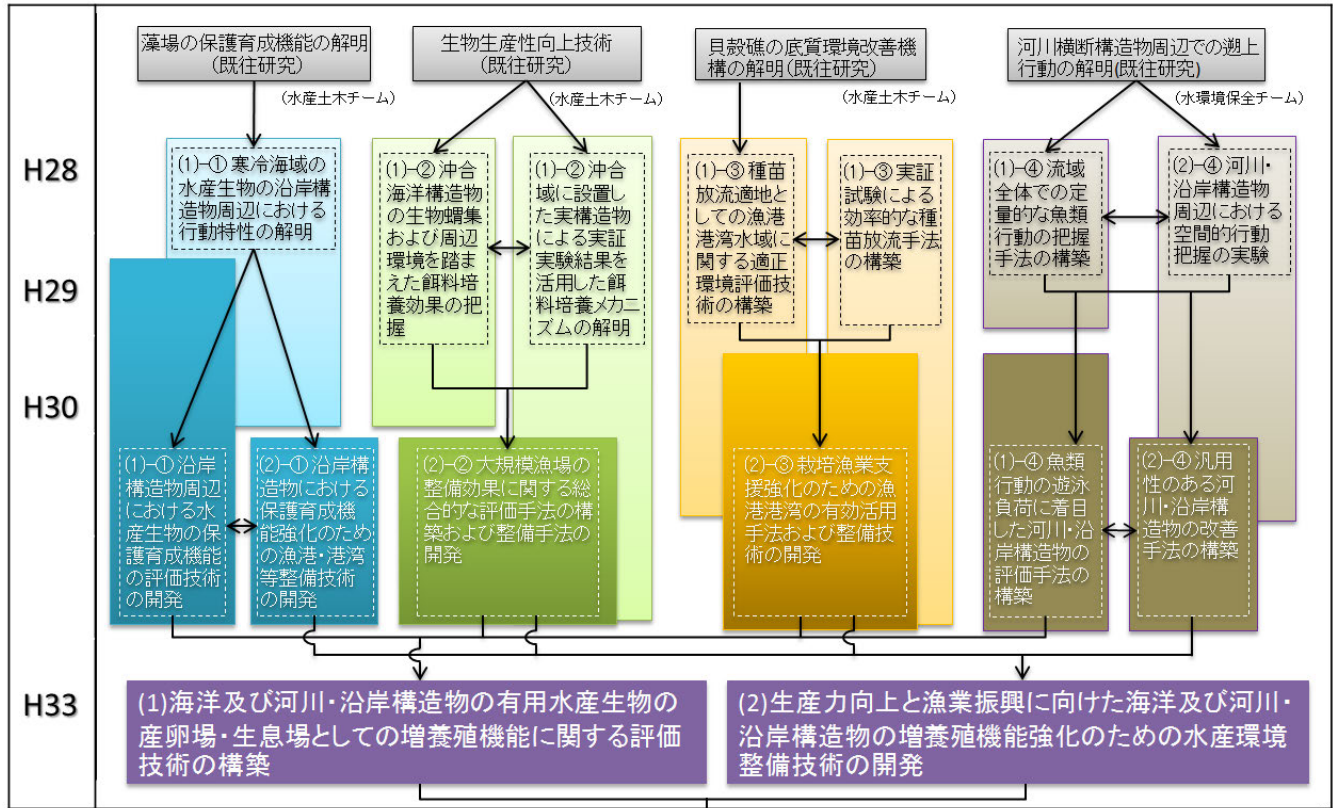 藻場の保護育成機能の解明
(既往研究)
(水産土木チーム)
生物生産性向上技術
(既往研究)
(水産土木チーム)
貝殻礁の底質環境改善機
構の解明(既往研究)
(水産土木チーム)
河川横断構造物周辺での遡上
行動の解明(既往研究)
(水環境保全チーム)
H28
(1)-① 寒冷海域の
水産生物の沿岸構
造物周辺における
行動特性の解明
(1)-② 沖合
海洋構造物
の生物蝟集
および周辺
環境を踏ま
えた餌料培
養効果の把
握
(1)-② 沖合
域に設置し
た実構造物
による実証
実験結果を
活用した餌
料培養メカニ
ズムの解明
(1)-③ 種苗
放流適地と
しての漁港
港湾水域に
関する適正
環境評価技
術の構築
(1)-③ 実証
試験による
効率的な種
苗放流手法
の構築
(1)-④ 流域
全体での定
量的な魚類
行動の把握
手法の構築
(2)-④ 河川・
沿岸構造物
周辺における
空間的行動
把握の実験
H29
H30
(1)-① 沿岸
構造物周辺
における水
産生物の保
護育成機能
の評価技術
の開発
(2)-① 沿岸構
造物における
保護育成機
能強化のため
の漁港・港湾
等整備技術
の開発
(2)-② 大規模漁場の
整備効果に関する総
合的な評価手法の構
築および整備手法の
開発
(2)-③ 栽培漁業支
援強化のための漁
港港湾の有効活用
手法および整備技
術の開発
(1)-④ 魚類
行動の遊泳
負荷に着目
した河川・沿
岸構造物の
評価手法の
構築
(2)-④ 汎用
性のある河
川・沿岸構
造物の改善
手法の構築
H33
(1)海洋及び河川・沿岸構造物の有用水産生物の
産卵場・生息場としての増養殖機能に関する評価
技術の構築
(2)生産力向上と漁業振興に向けた海洋及び河川・
沿岸構造物の増養殖機能強化のための水産環境
整備技術の開発